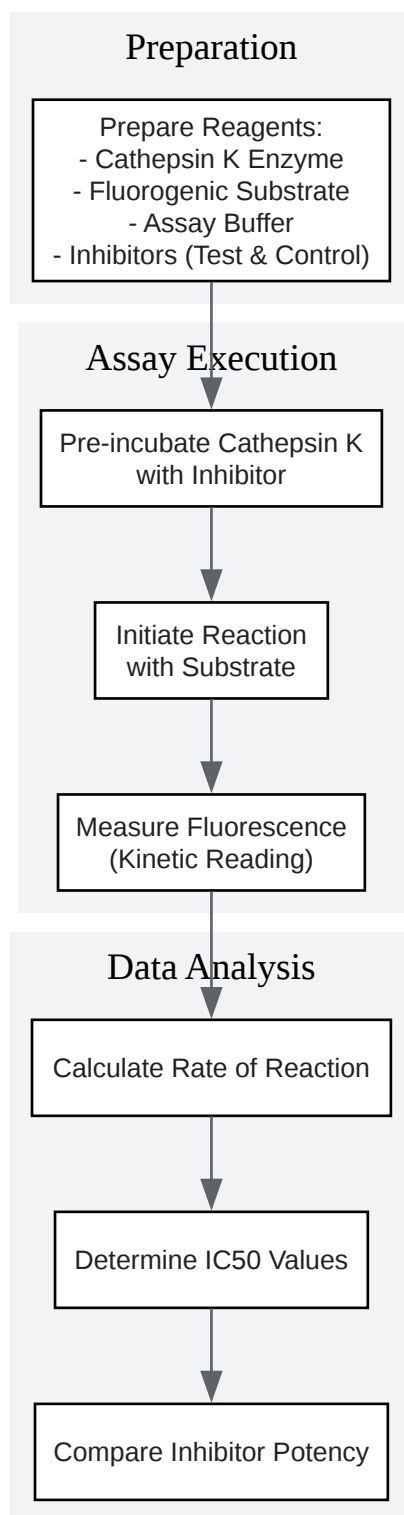 Preparation
Prepare Reagents:
- Cathepsin K Enzyme
- Fluorogenic Substrate
- Assay Buffer
- Inhibitors (Test & Control)
Assay Execution
Pre-incubate Cathepsin K
with Inhibitor
Initiate Reaction
with Substrate
Measure Fluorescence
(Kinetic Reading)
Data Analysis
Calculate Rate of Reaction
Determine IC50 Values
Compare Inhibitor Potency